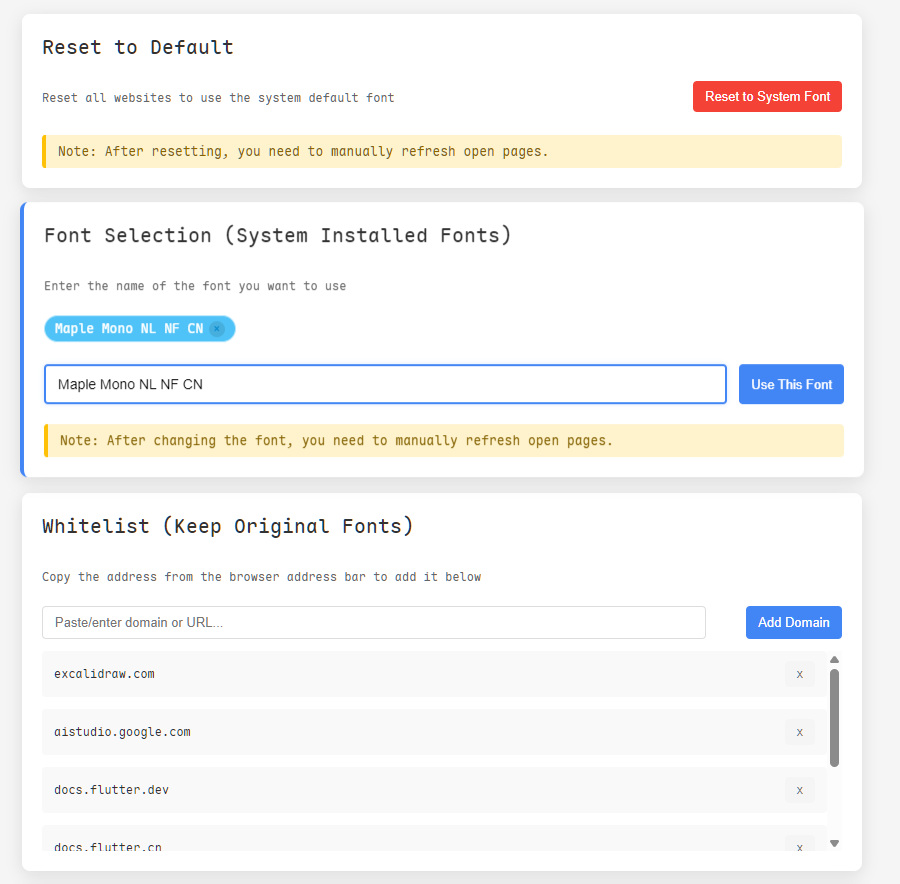 Reset to Default
Reset all websites to use the system default font
Reset to System Font
Note: After resetting, you need to manually refresh open pages.
Font Selection (System Installed Fonts)
Enter the name of the font you want to use
Maple Mono NL NF CN ×
Maple Mono NL NF CN
Use This Font
Note: After changing the font, you need to manually refresh open pages.
Whitelist (Keep Original Fonts)
Copy the address from the browser address bar to add it below
Paste/enter domain or URL...
Add Domain
excalidraw.com x
aistudio.google.com x
docs.flutter.dev x
docs.flutter.cn x